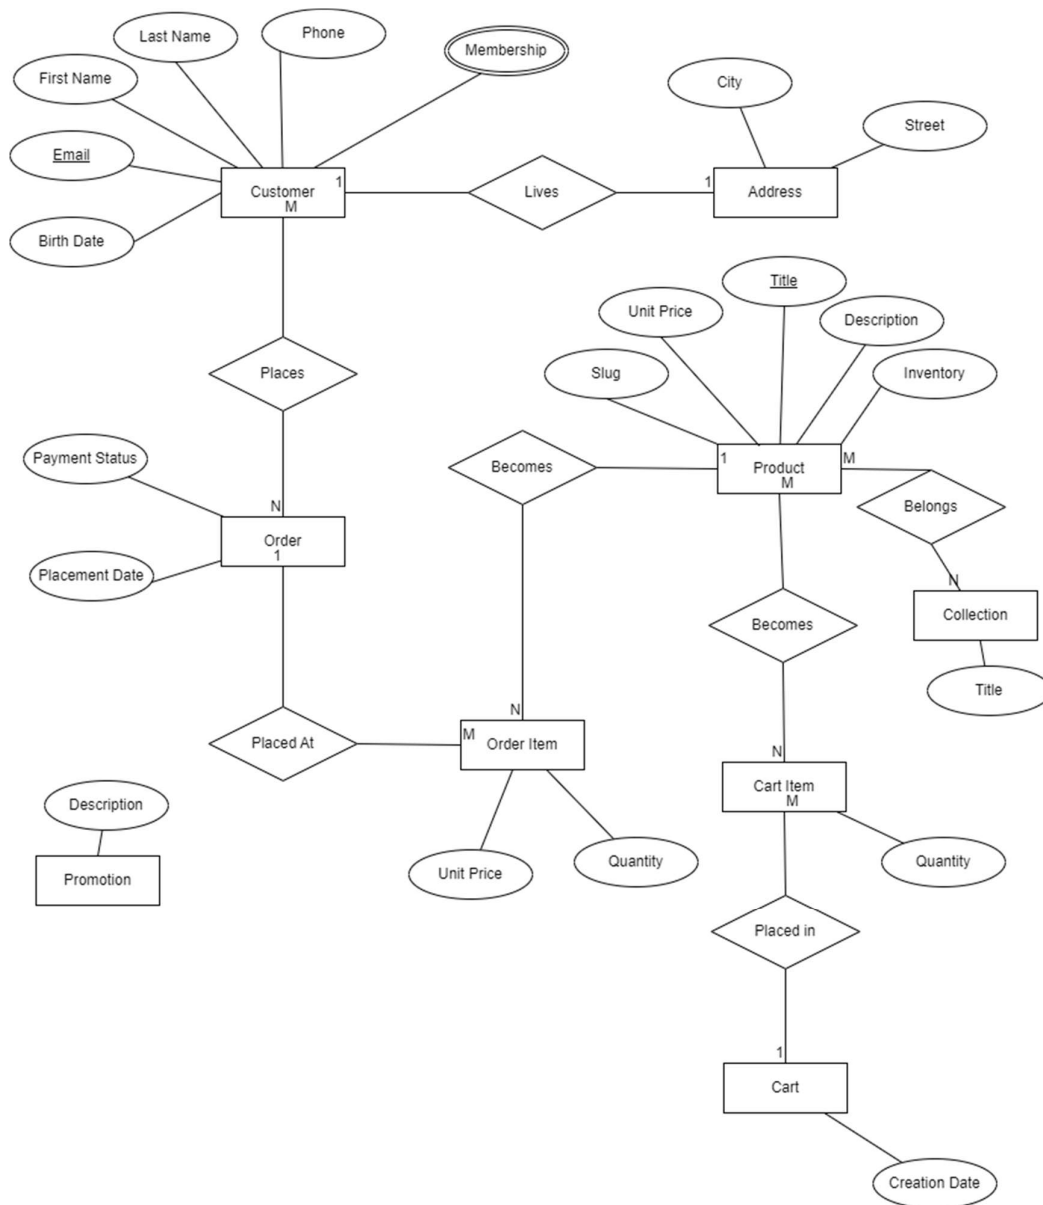 Last Name
Phone
Membership
First Name
City
Street
Email
Customer
1
M
Lives
1
Address
Birth Date
Title
Unit Price
Description
Slug
Inventory
Places
Payment Status
Becomes
1
Product
M
M
Belongs
N
Order
1
Placement Date
N
Collection
Becomes
Title
Placed At
M
N
Order Item
N
Cart Item
M
Description
Promotion
Unit Price
Quantity
Quantity
Placed in
1
Cart
Creation Date